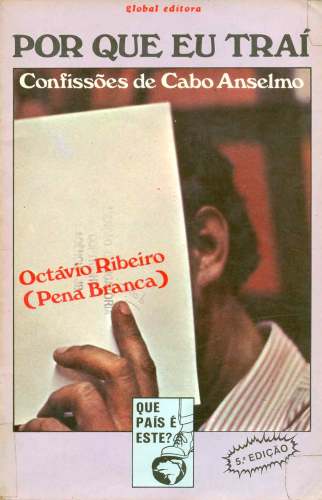 global editora
POR QUE EU TRAÍ
Confissões de Cabo Anselmo
Octávio Ribeiro
(Pena Branca)
QUE
PAÍS É
ESTE?
5.ª EDIÇÃO